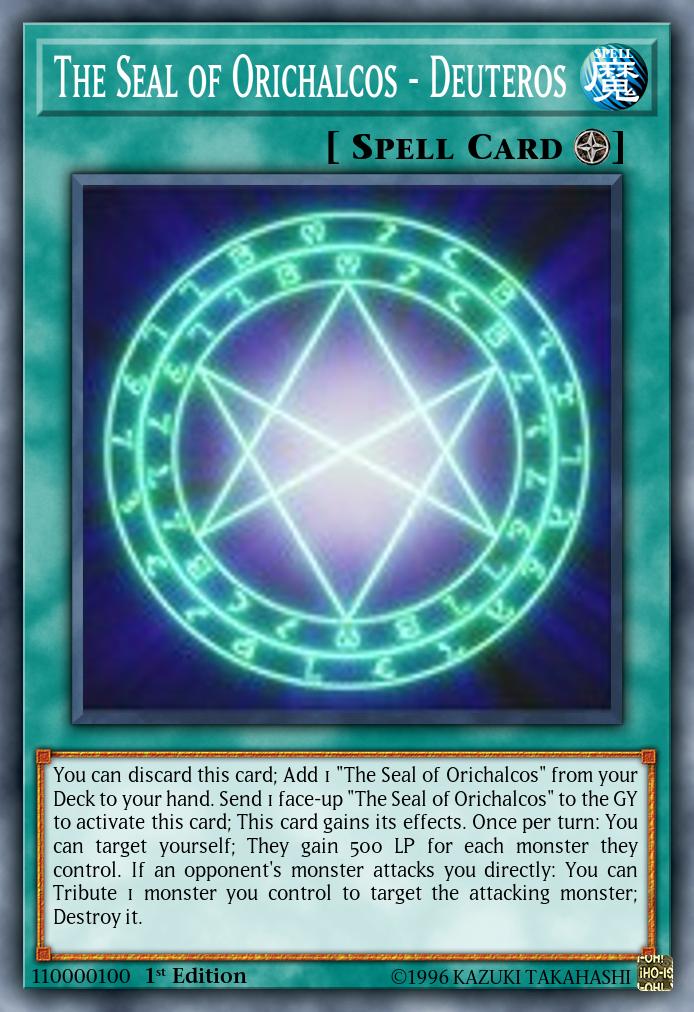 The Seal of Orichalcos - Deuteros
SPELL
魔
[ Spell Card ]
You can discard this card; Add 1 "The Seal of Orichalcos" from your
Deck to your hand. Send 1 face-up "The Seal of Orichalcos" to the GY
to activate this card; This card gains its effects. Once per turn: You
can target yourself; They gain 500 LP for each monster they
control. If an opponent's monster attacks you directly: You can
Tribute 1 monster you control to target the attacking monster;
Destroy it.
110000100 1st Edition ©1996 KAZUKI TAKAHASHI